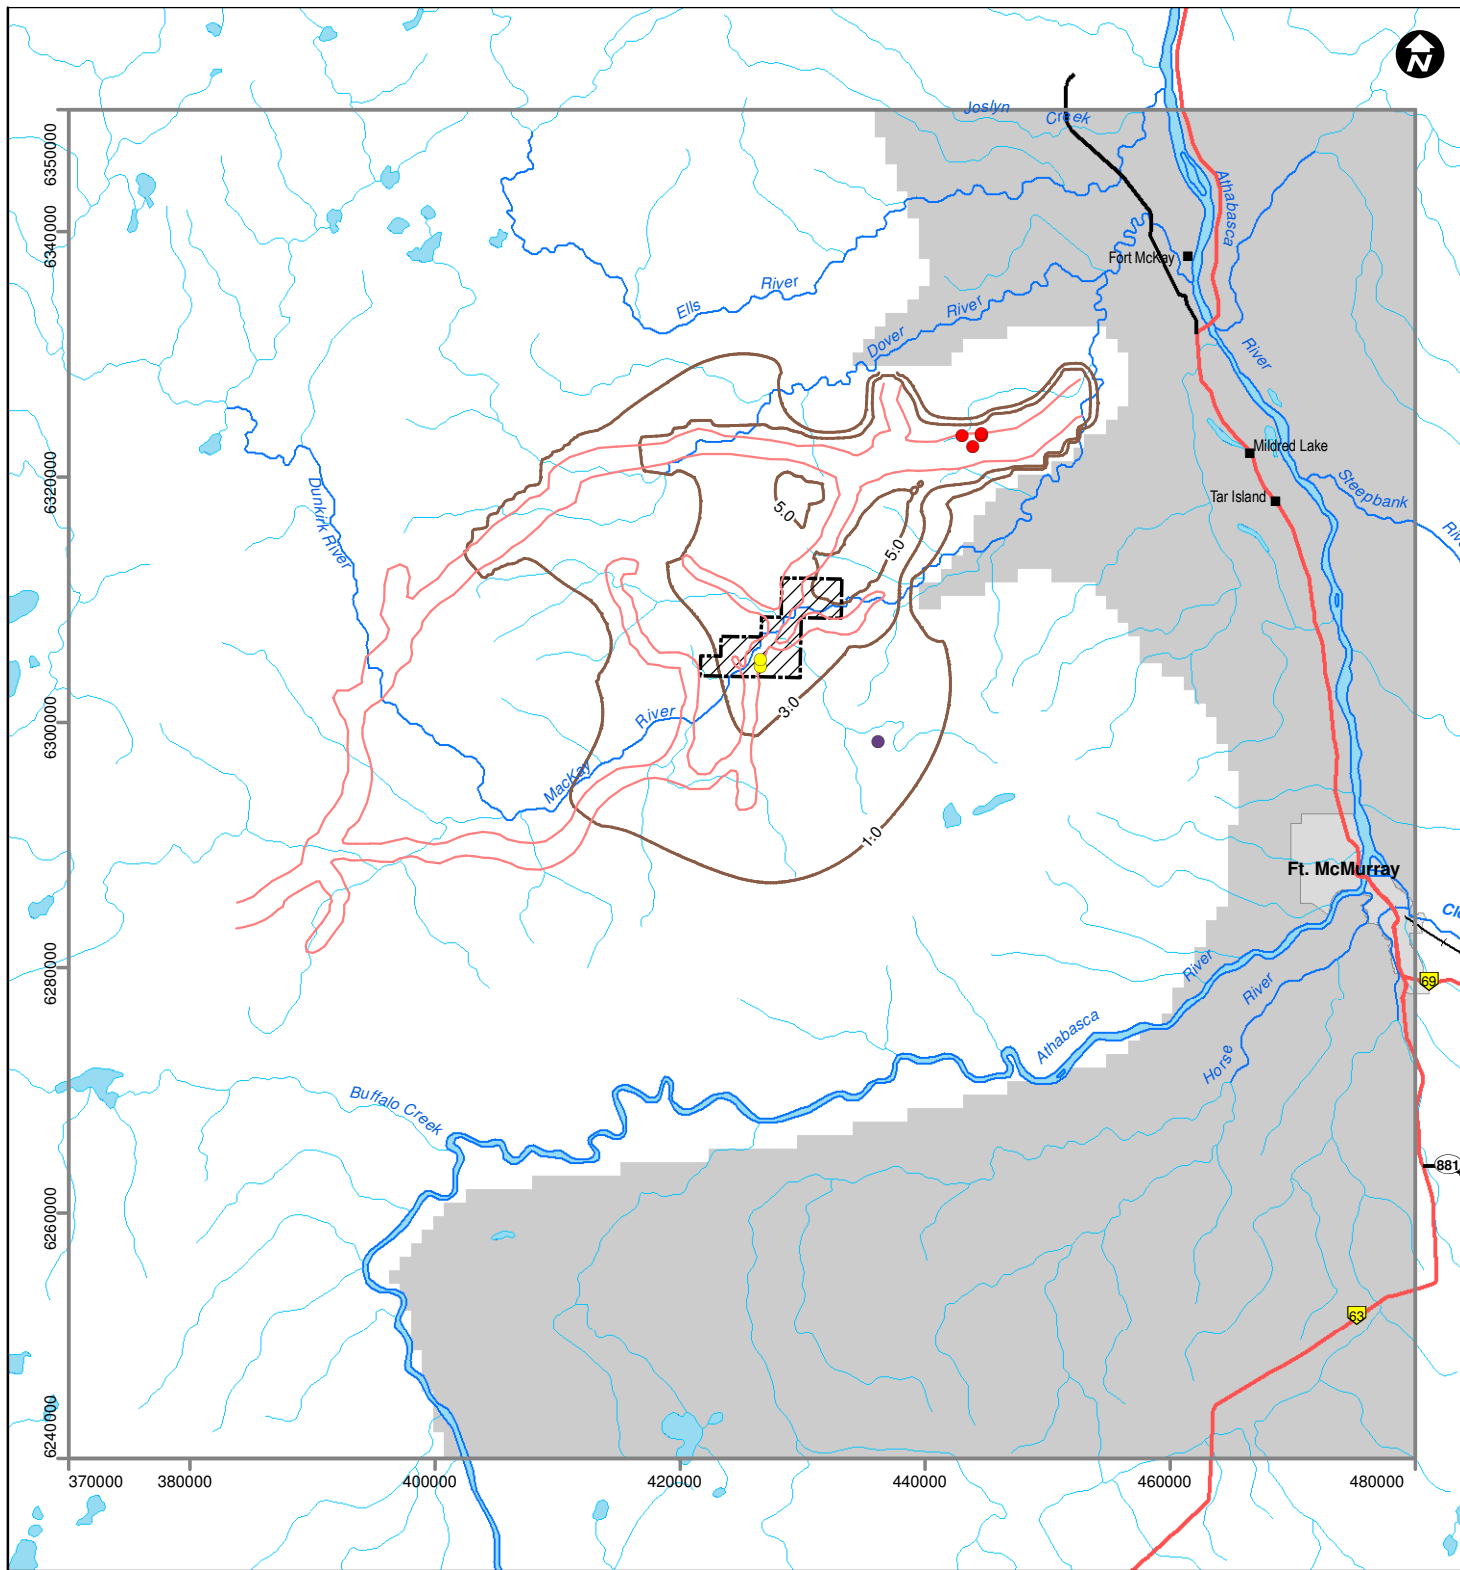 N
Joslyn
Creek
6350000
Athabasca
6340000
Fort McKay
River
Ells
River
Dover
River
Mildred Lake
Tar Island
Steepbank
6320000
Dunkirk River
5.0
5.0
3.0
River
MacKay
6300000
1.0
Ft. McMurray
River
River
69
6280000
Athabasca
Horse
Buffalo Creek
881
6260000
63
6240000
370000
380000
400000
420000
440000
460000
480000